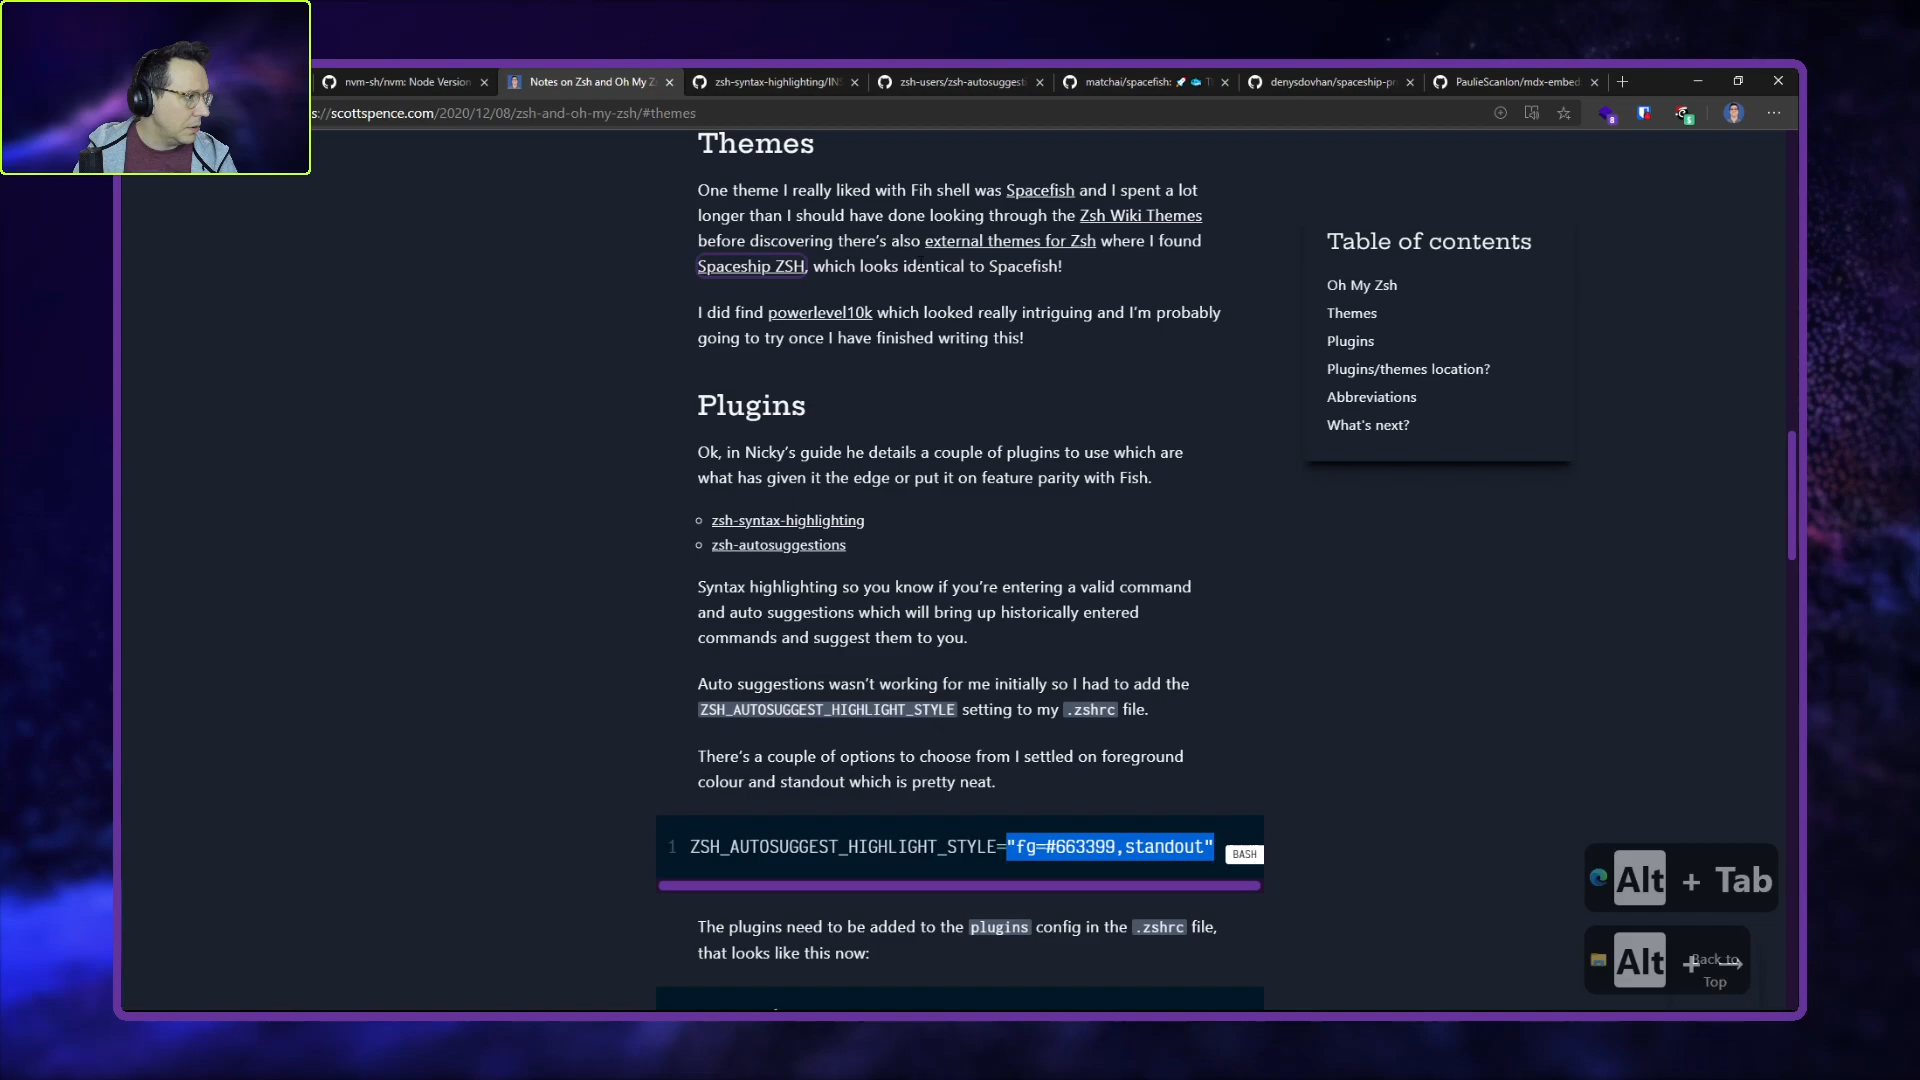 nvm-sh/nvm: Node Version
Notes on Zsh and Oh My Z
zsh-syntax-highlighting/INS
zsh-users/zsh-autosuggest
matchai/spacefish: 🚀 🐟 T
denysdovhan/spaceship-pr
PaulieScanlon/mdx-embed
s://scottspence.com/2020/12/08/zsh-and-oh-my-zsh/#themes
8
$
Themes
One theme I really liked with Fih shell was Spacefish and I spent a lot
longer than I should have done looking through the Zsh Wiki Themes
before discovering there's also external themes for Zsh where I found
Spaceship ZSH, which looks identical to Spacefish!
I did find powerlevel10k which looked really intriguing and I'm probably
going to try once I have finished writing this!
Plugins
Ok, in Nicky's guide he details a couple of plugins to use which are
what has given it the edge or put it on feature parity with Fish.
zsh-syntax-highlighting
zsh-autosuggestions
Syntax highlighting so you know if you're entering a valid command
and auto suggestions which will bring up historically entered
commands and suggest them to you.
Auto suggestions wasn't working for me initially so I had to add the
ZSH_AUTOSUGGEST_HIGHLIGHT_STYLE setting to my .zshrc file.
There's a couple of options to choose from I settled on foreground
colour and standout which is pretty neat.
1 ZSH_AUTOSUGGEST_HIGHLIGHT_STYLE="fg=#663399,standout"
BASH
The plugins need to be added to the plugins config in the .zshrc file,
that looks like this now:
Table of contents
Oh My Zsh
Themes
Plugins
Plugins/themes location?
Abbreviations
What's next?
Alt + Tab
Alt + →
Back to
Top